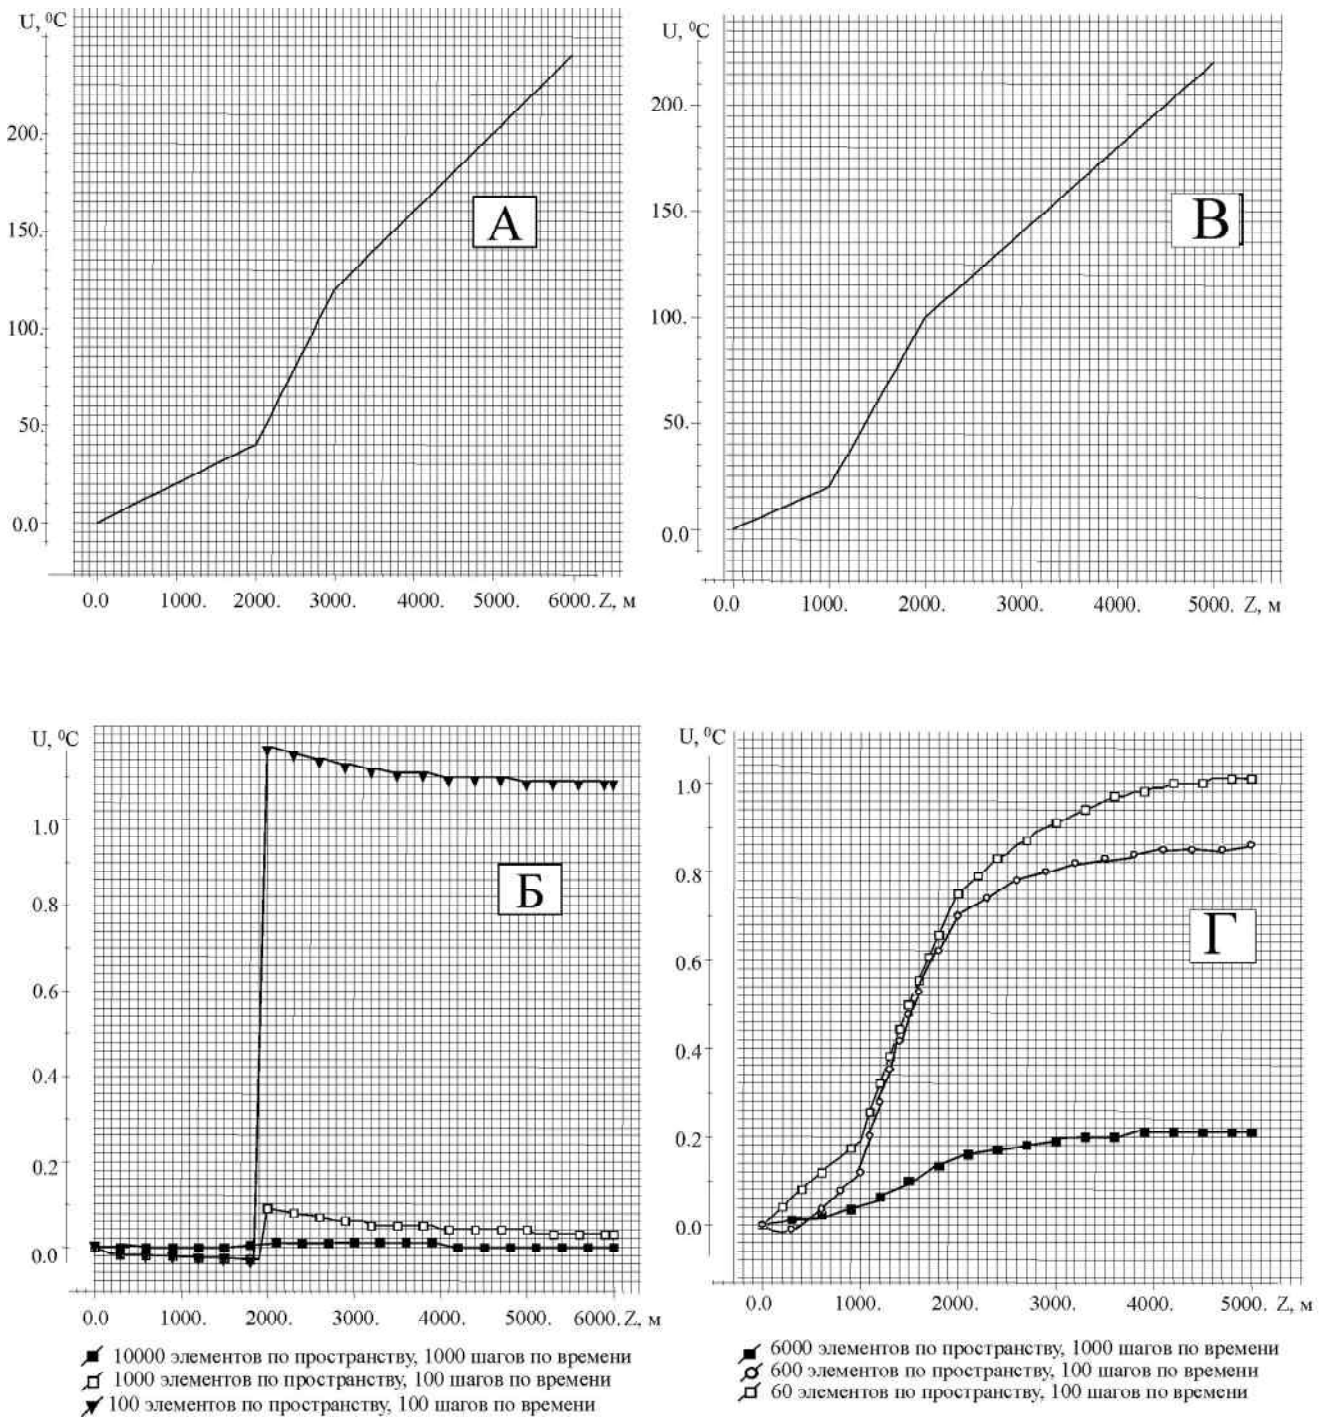 U, ⁰C
200.
150.
100.
50.
0.0
А
0.0 1000. 2000. 3000. 4000. 5000. 6000. Z, м
U, ⁰C
200.
150.
100.
50.
0.0
В
0.0 1000. 2000. 3000. 4000. 5000. Z, м
U, ⁰C
1.0
0.8
0.6
0.4
0.2
0.0
Б
0.0 1000. 2000. 3000. 4000. 5000. 6000. Z, м
10000 элементов по пространству, 1000 шагов по времени
1000 элементов по пространству, 100 шагов по времени
100 элементов по пространству, 100 шагов по времени
U, ⁰C
1.0
0.8
0.6
0.4
0.2
0.0
Г
0.0 1000. 2000. 3000. 4000. 5000. Z, м
6000 элементов по пространству, 1000 шагов по времени
600 элементов по пространству, 100 шагов по времени
60 элементов по пространству, 100 шагов по времени